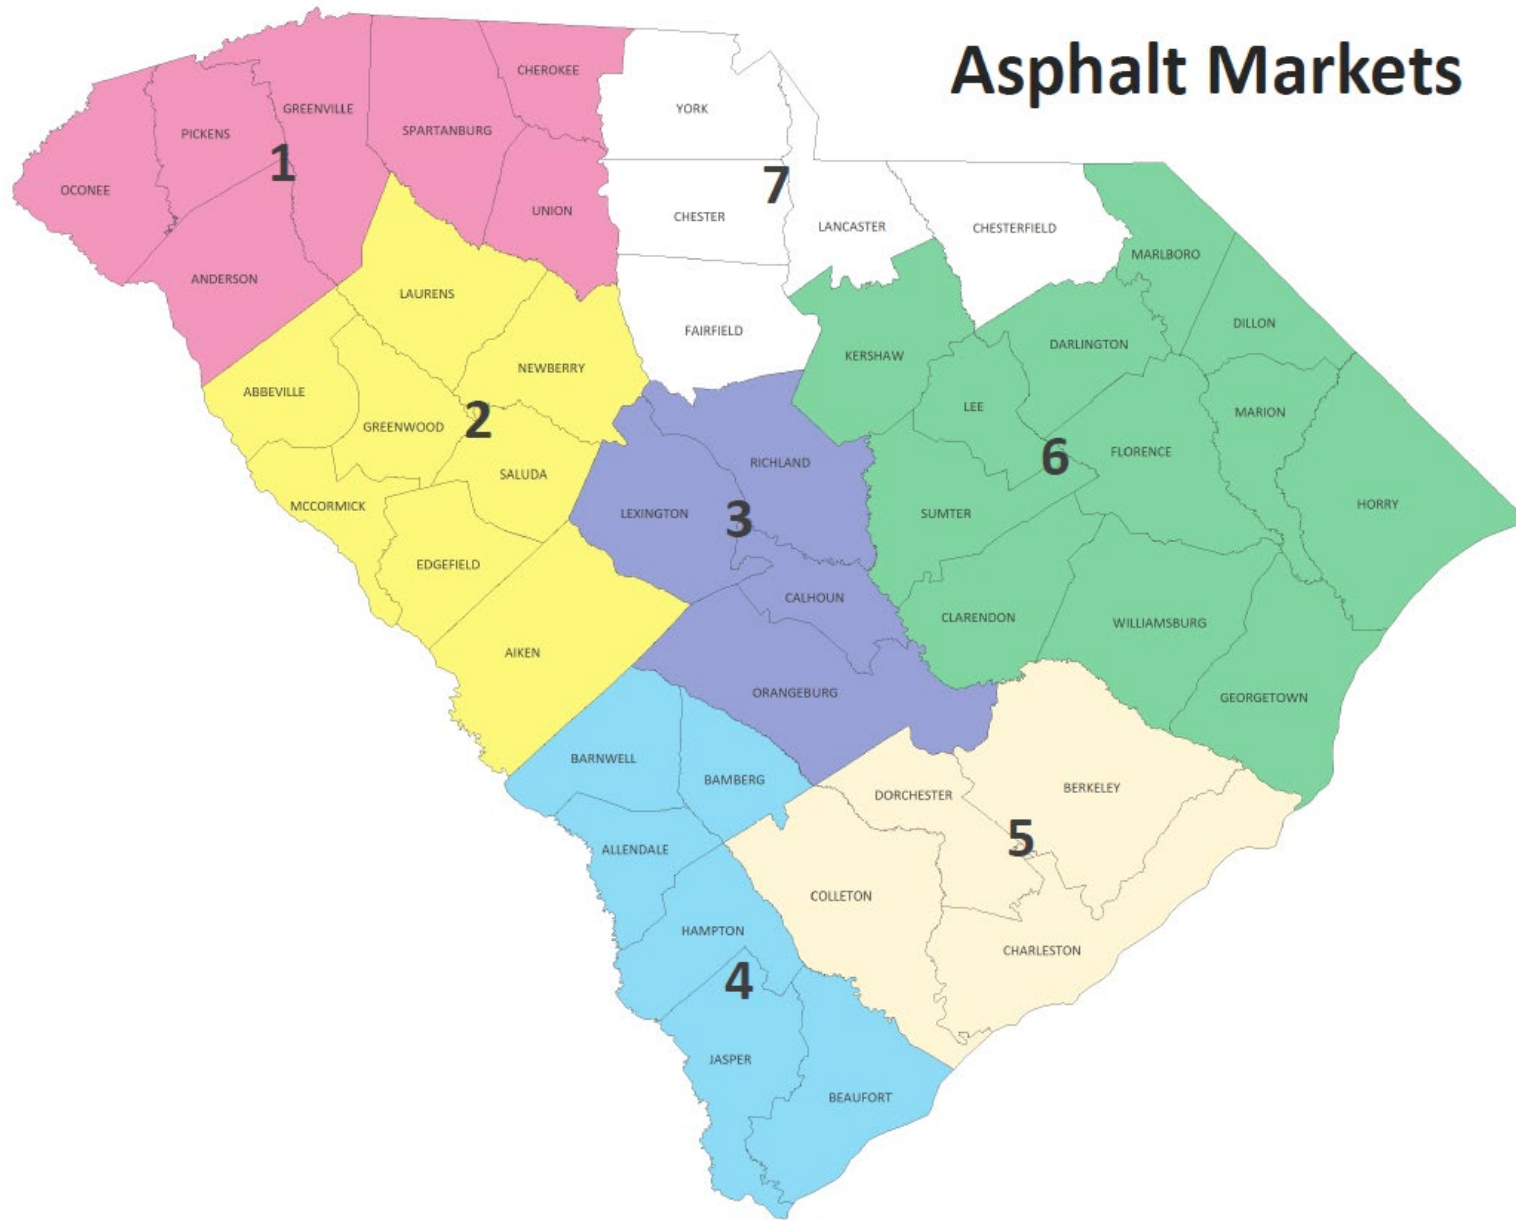 Asphalt Markets
CHEROKEE
YORK
GREENVILLE
PICKENS
SPARTANBURG
1
7
OCONEE
UNION
CHESTER
LANCASTER
CHESTERFIELD
MARLBORO
ANDERSON
LAURENS
DILLON
FAIRFIELD
DARLINGTON
KERSHAW
NEWBERRY
ABBEVILLE
LEE
MARION
2
GREENWOOD
6
FLORENCE
RICHLAND
SALUDA
MCCORMICK
HORRY
LEXINGTON
3
SUMTER
EDGEFIELD
CALHOUN
CLARENDON
WILLIAMSBURG
AIKEN
ORANGEBURG
GEORGETOWN
BARNWELL
BAMBERG
BERKELEY
DORCHESTER
5
ALLENDALE
COLLETON
HAMPTON
CHARLESTON
4
JASPER
BEAUFORT